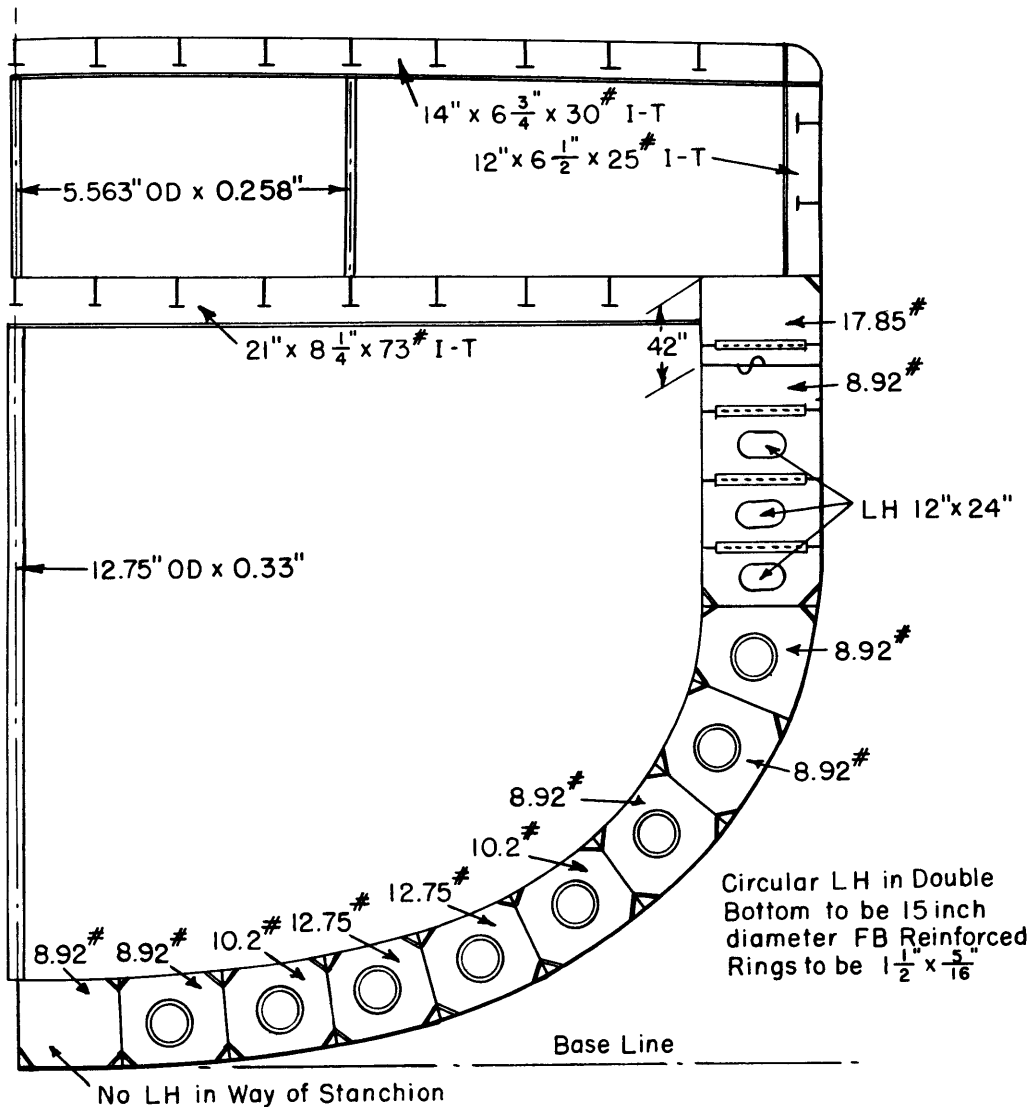 14" x 6 3/4" x 30# I-T
12" x 6 1/2" x 25# I-T
5.563" OD x 0.258"
17.85#
42"
21" x 8 1/4" x 73# I-T
8.92#
LH 12" x 24"
12.75" OD x 0.33"
8.92#
8.92#
8.92#
10.2#
12.75#
12.75#
10.2#
8.92#
8.92#
Circular LH in Double
Bottom to be 15 inch
diameter FB Reinforced
Rings to be 1 1/2" x 5/16"
Base Line
No LH in Way of Stanchion